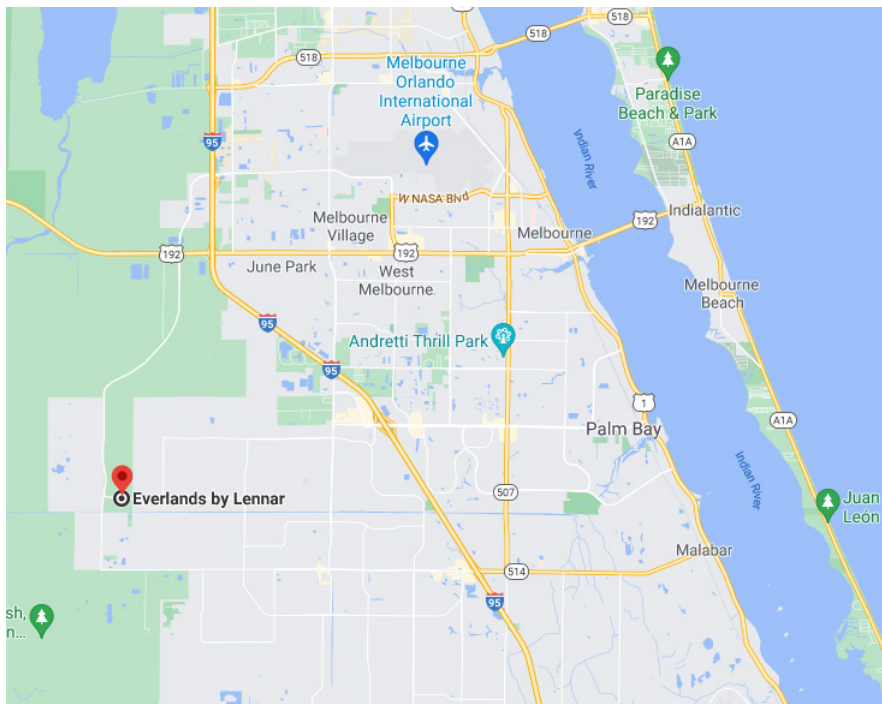 518
518
518
Melbourne
Orlando
International
Airport
Paradise
Beach & Park
95
A1A
Indian River
W NASA Blvd
192
Indialantic
Melbourne
Village
Melbourne
192
192
June Park
West
Melbourne
Melbourne
Beach
95
Andretti Thrill Park
95
1
A1A
Palm Bay
Indian River
Everlands by Lennar
507
Juan
León
Malabar
514
95
sh,
n...